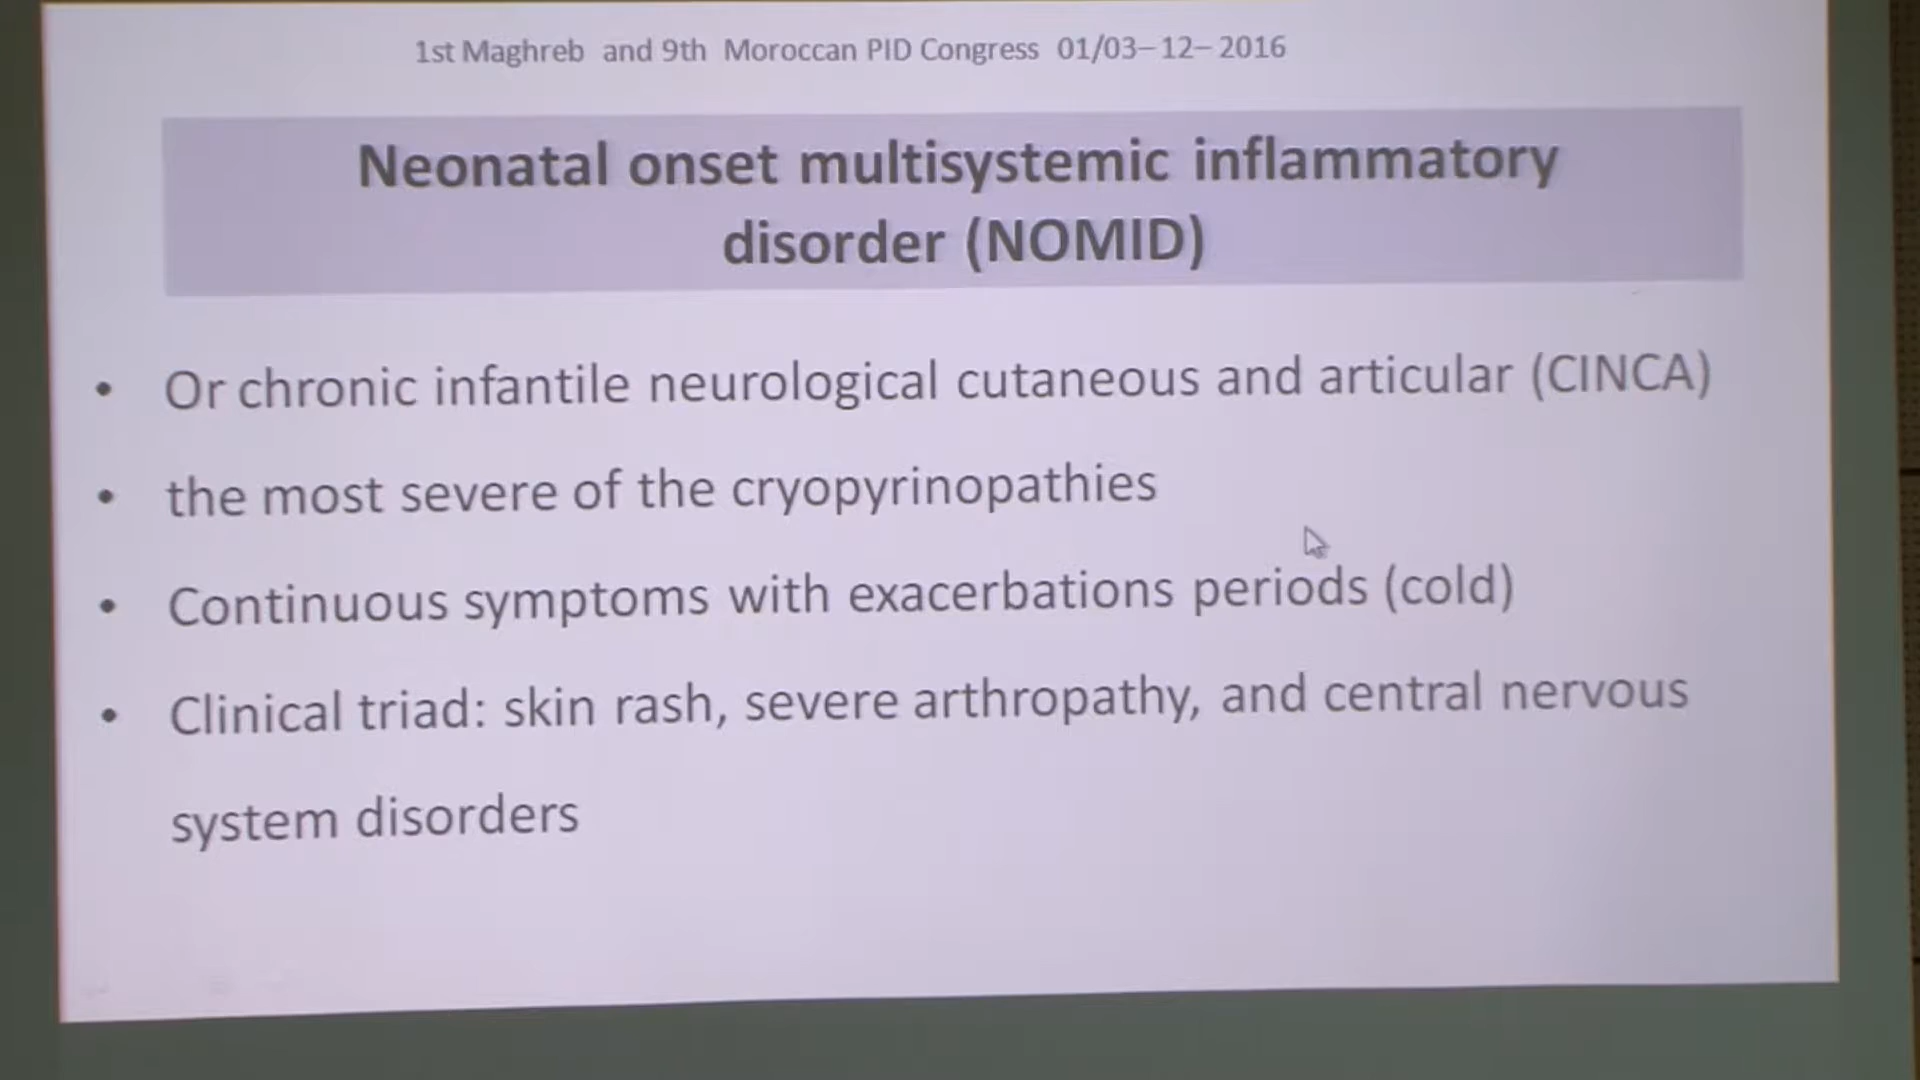 1st Maghreb and 9th Moroccan PID Congress 01/03–12–2016
Neonatal onset multisystemic inflammatory
disorder (NOMID)
• Or chronic infantile neurological cutaneous and articular (CINCA)
• the most severe of the cryopyrinopathies
• Continuous symptoms with exacerbations periods (cold)
• Clinical triad: skin rash, severe arthropathy, and central nervous
system disorders